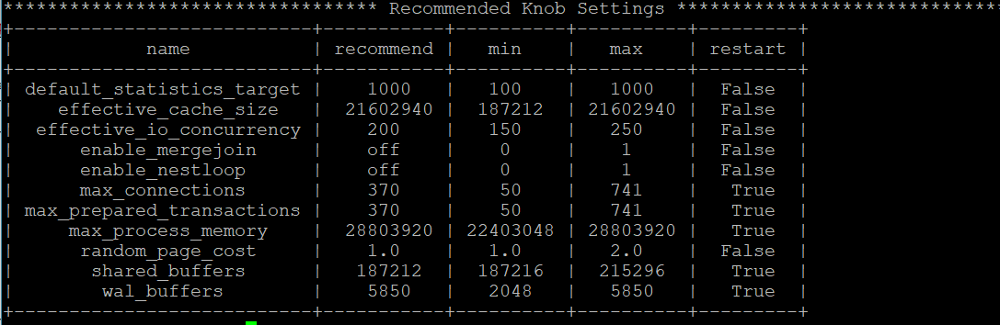 ********************************** Recommended Knob Settings ******************************
+---------------------------+-----------+----------+----------+---------+
| name | recommend | min | max | restart |
+---------------------------+-----------+----------+----------+---------+
| default_statistics_target | 1000 | 100 | 1000 | False |
| effective_cache_size | 21602940 | 187212 | 21602940 | False |
| effective_io_concurrency | 200 | 150 | 250 | False |
| enable_mergejoin | off | 0 | 1 | False |
| enable_nestloop | off | 0 | 1 | False |
| max_connections | 370 | 50 | 741 | True |
| max_prepared_transactions | 370 | 50 | 741 | True |
| max_process_memory | 28803920 | 22403048 | 28803920 | True |
| random_page_cost | 1.0 | 1.0 | 2.0 | False |
| shared_buffers | 187212 | 187216 | 215296 | True |
| wal_buffers | 5850 | 2048 | 5850 | True |
+---------------------------+-----------+----------+----------+---------+